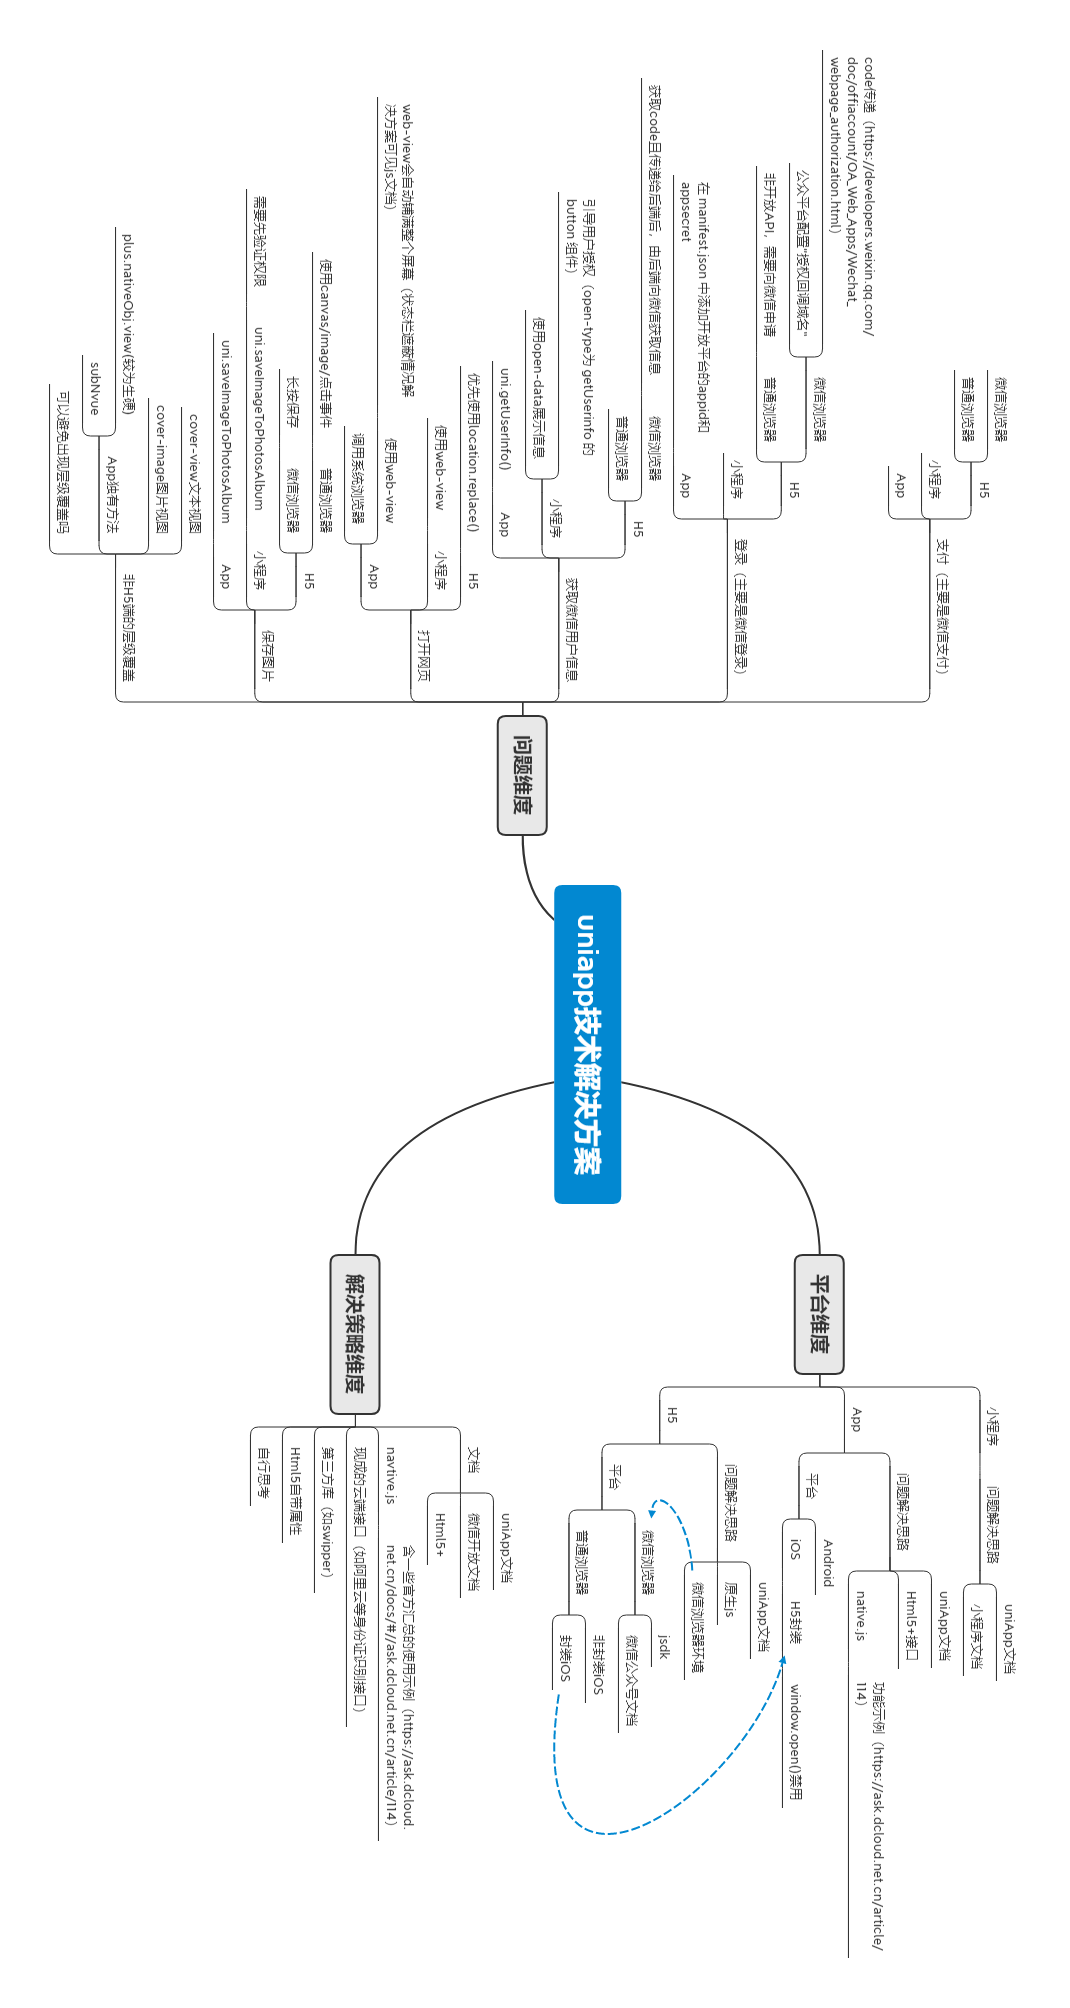 uniapp技术解决方案
平台维度
小程序
问题解决思路
uniApp文档
小程序文档
App
问题解决思路
uniApp文档
Html5+接口
native.js
功能示例（https://ask.dcloud.net.cn/article/
114）
平台
Android
iOS
H5封装
window.open()禁用
H5
问题解决思路
uniApp文档
原生js
微信浏览器环境
平台
微信浏览器
jsdk
微信公众号文档
普通浏览器
非封装iOS
封装iOS
解决策略维度
文档
uniApp文档
微信开放文档
Html5+
navtive.js
含一些官方汇总的使用示例（https://ask.dcloud.
net.cn/docs/#//ask.dcloud.net.cn/article/114）
现成的云端接口（如阿里云等身份证识别接口）
第三方库（如swipper）
Html5自带属性
自行思考
问题维度
支付（主要是微信支付）
H5
微信浏览器
普通浏览器
小程序
App
登录（主要是微信登录）
H5
微信浏览器
code传递（https://developers.weixin.qq.com/
doc/offiaccount/OA_Web_Apps/Wechat_
webpage_authorization.html）
公众平台配置“授权回调域名”
普通浏览器
非开放API，需要向微信申请
小程序
App
在 manifest.json 中添加开放平台的appid和
appsecret
获取微信用户信息
H5
微信浏览器
获取code且传递给后端后，由后端向微信获取信息
普通浏览器
小程序
引导用户授权（open-type为 getUserinfo 的
button 组件）
使用open-data展示信息
App
uni.getUserInfo()
打开网页
H5
优先使用location.replace()
小程序
使用web-view
App
使用web-view
web-view会自动铺满整个屏幕（状态栏遮蔽情况解
决方案可见js文档）
调用系统浏览器
保存图片
H5
普通浏览器
使用canvas/image/点击事件
微信浏览器
长按保存
小程序
uni.saveImageToPhotosAlbum
需要先验证权限
App
uni.saveImageToPhotosAlbum
非H5端的层级覆盖
cover-view文本视图
cover-image图片视图
App独有方法
plus.nativeObj.view(较为生硬)
subNvue
可以避免出现层级覆盖吗